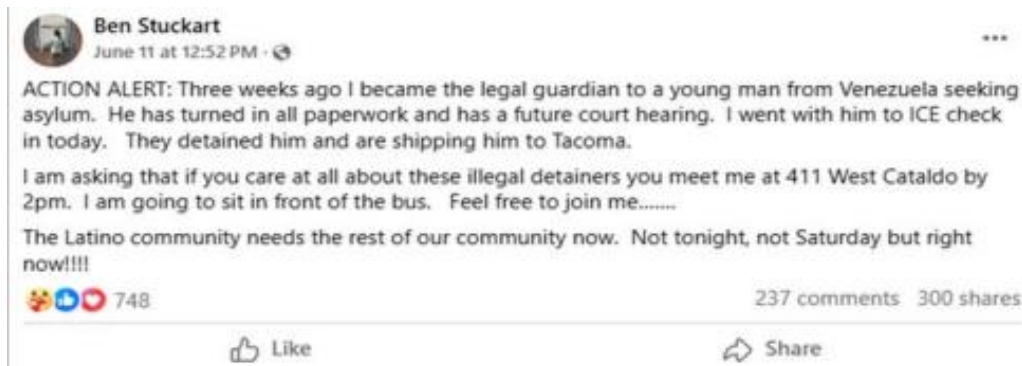 Ben Stuckart
June 11 at 12:52 PM ·
ACTION ALERT: Three weeks ago I became the legal guardian to a young man from Venezuela seeking
asylum. He has turned in all paperwork and has a future court hearing. I went with him to ICE check
in today. They detained him and are shipping him to Tacoma.
I am asking that if you care at all about these illegal detainers you meet me at 411 West Cataldo by
2pm. I am going to sit in front of the bus. Feel free to join me.......
The Latino community needs the rest of our community now. Not tonight, not Saturday but right
now!!!!
748 237 comments 300 shares
Like Share